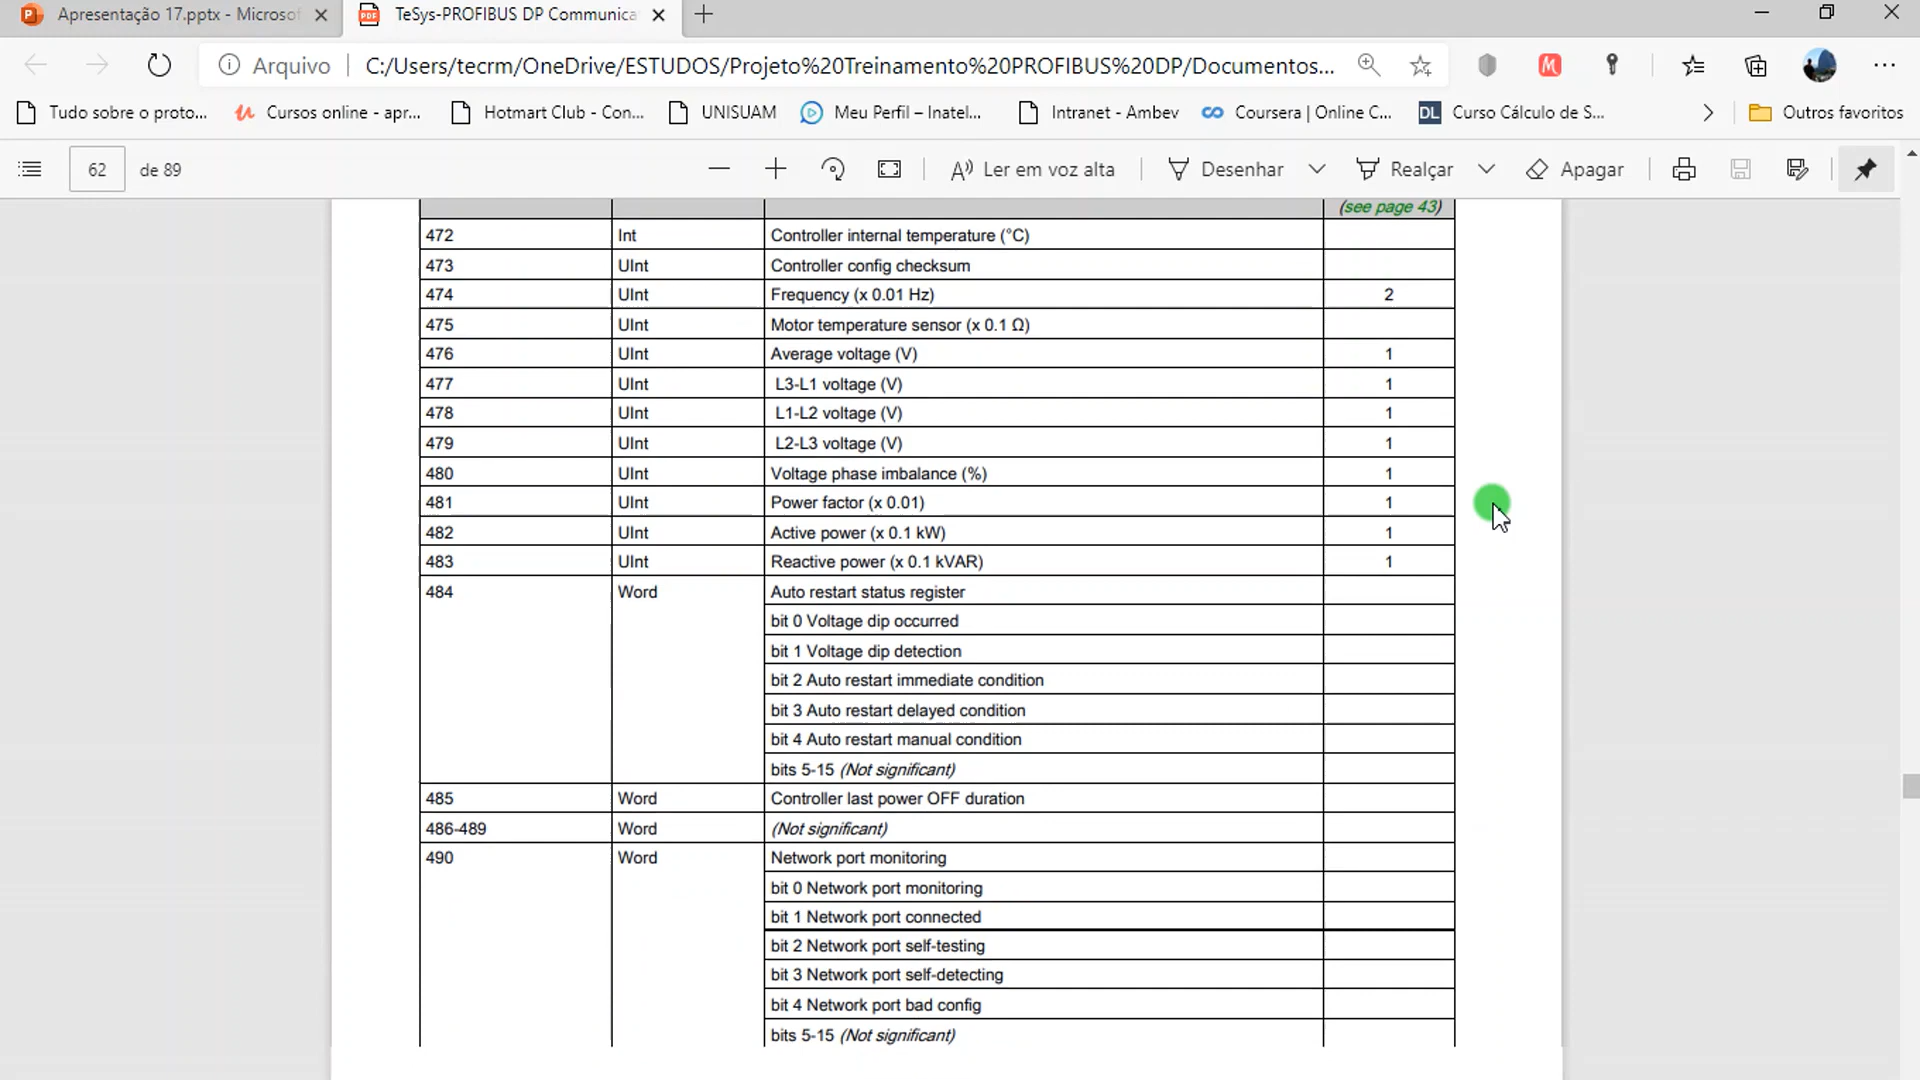 Apresentação 17.pptx - Microsof
TeSys-PROFIBUS DP Communica
Arquivo
C:/Users/tecrm/OneDrive/ESTUDOS/Projeto%20Treinamento%20PROFIBUS%20DP/Documentos...
Tudo sobre o proto...
Cursos online - apr...
Hotmart Club - Con...
UNISUAM
Meu Perfil – Inatel...
Intranet - Ambev
Coursera | Online C...
DL Curso Cálculo de S...
Outros favoritos
62 de 89
Ler em voz alta
Desenhar
Realçar
Apagar
(see page 43)
472 Int Controller internal temperature (°C)
473 UInt Controller config checksum
474 UInt Frequency (x 0.01 Hz) 2
475 UInt Motor temperature sensor (x 0.1 Ω)
476 UInt Average voltage (V) 1
477 UInt L3-L1 voltage (V) 1
478 UInt L1-L2 voltage (V) 1
479 UInt L2-L3 voltage (V) 1
480 UInt Voltage phase imbalance (%) 1
481 UInt Power factor (x 0.01) 1
482 UInt Active power (x 0.1 kW) 1
483 UInt Reactive power (x 0.1 kVAR) 1
484 Word Auto restart status register
bit 0 Voltage dip occurred
bit 1 Voltage dip detection
bit 2 Auto restart immediate condition
bit 3 Auto restart delayed condition
bit 4 Auto restart manual condition
bits 5-15 (Not significant)
485 Word Controller last power OFF duration
486-489 Word (Not significant)
490 Word Network port monitoring
bit 0 Network port monitoring
bit 1 Network port connected
bit 2 Network port self-testing
bit 3 Network port self-detecting
bit 4 Network port bad config
bits 5-15 (Not significant)